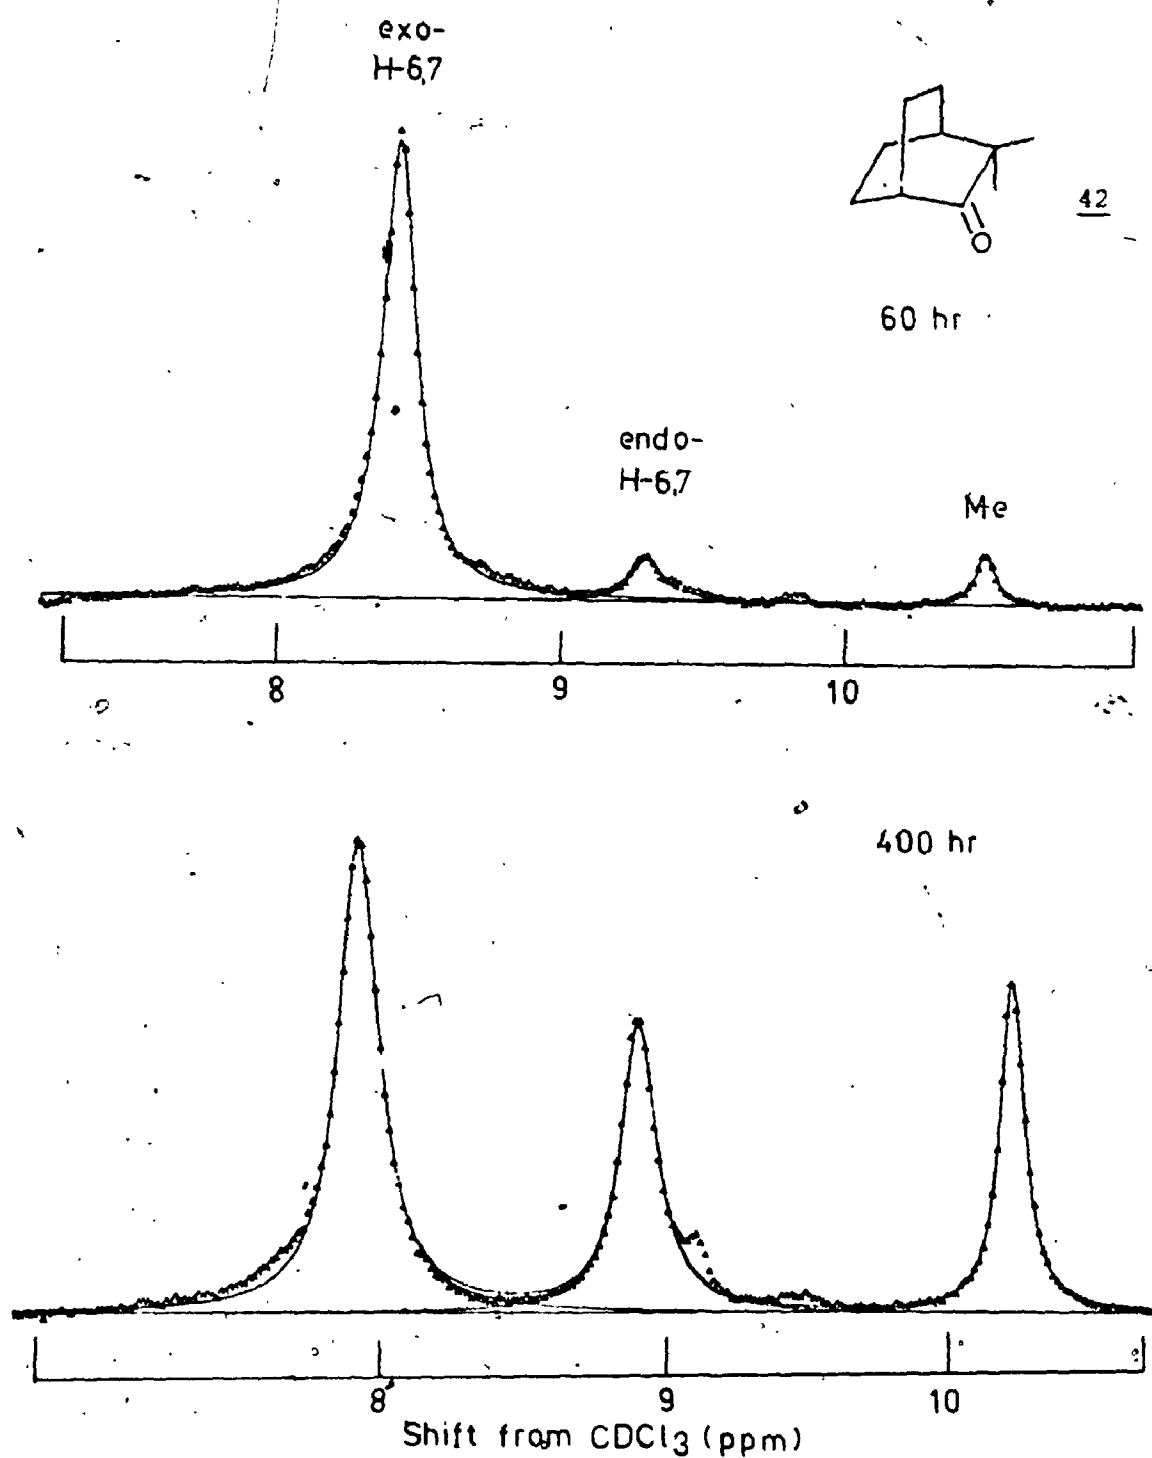 exo-
H-6,7
O
42
60 hr
endo-
H-6,7
Me
8 9 10
400 hr
8 9 10
Shift from CDCl3 (ppm)